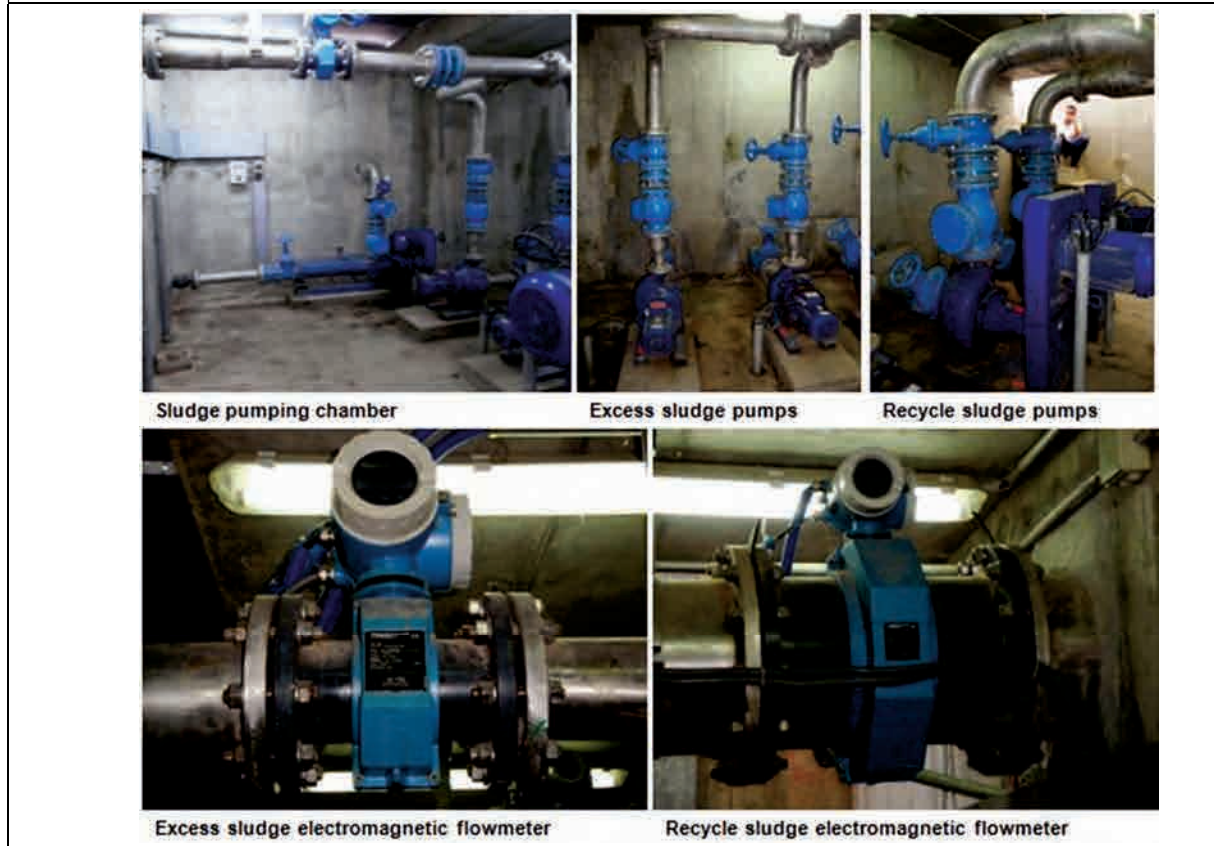 Sludge pumping chamber
Excess sludge pumps
Recycle sludge pumps
Excess sludge electromagnetic flowmeter
Recycle sludge electromagnetic flowmeter